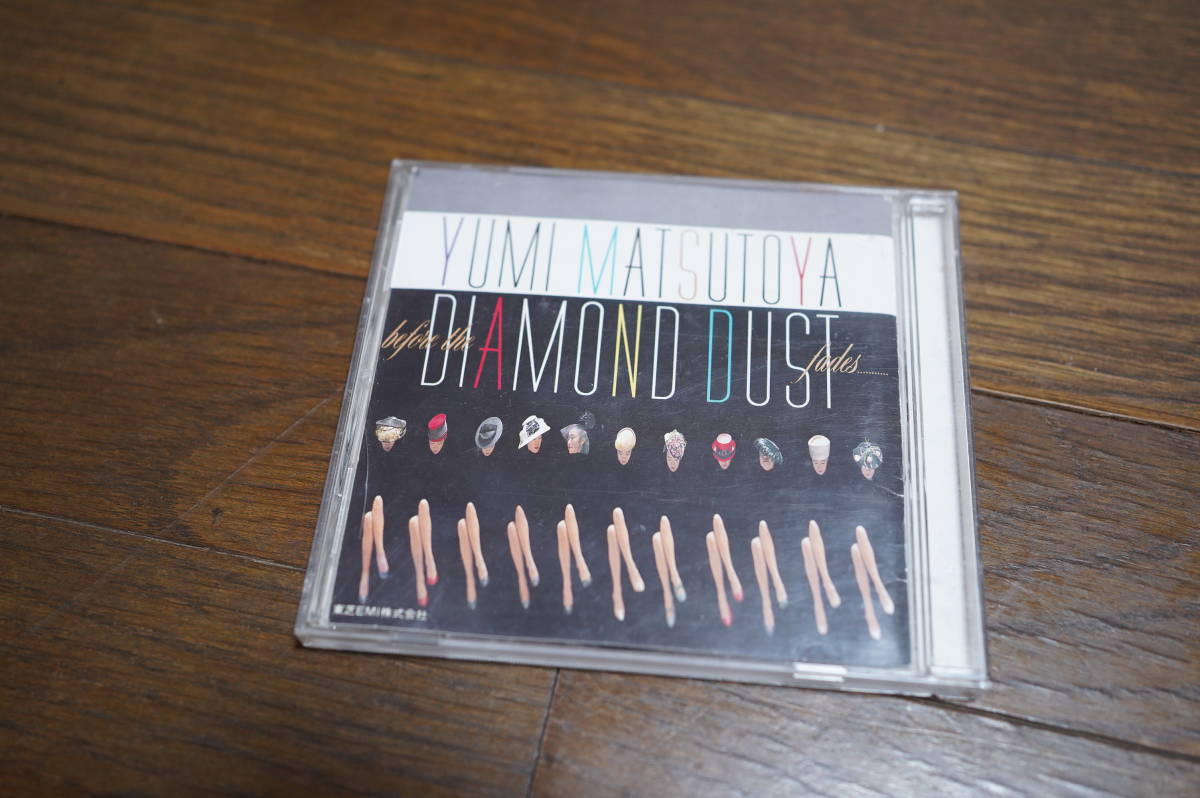 YUMI MATSUTOYA
before the
DIAMOND DUST
fades...........
東芝EMI株式会社